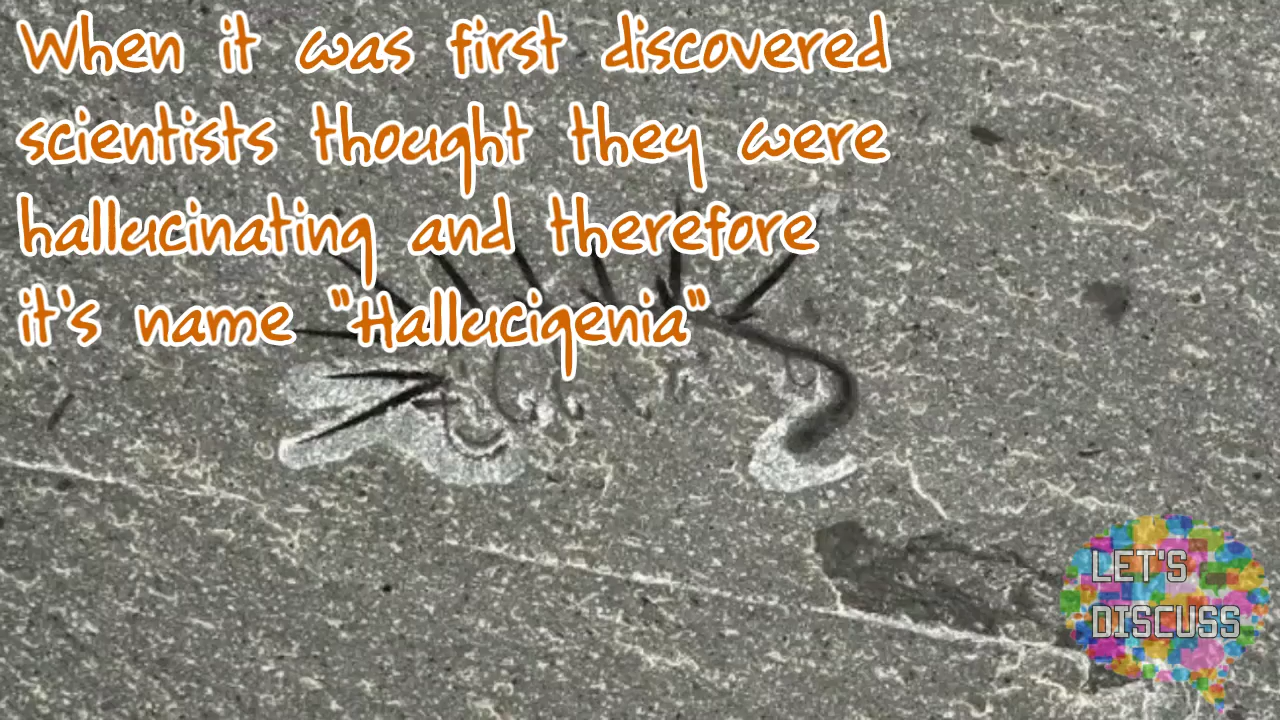 When it was first discovered
scientists thought they were
hallucinating and therefore
it's name "Hallucigenia"
LET'S
DISCUSS